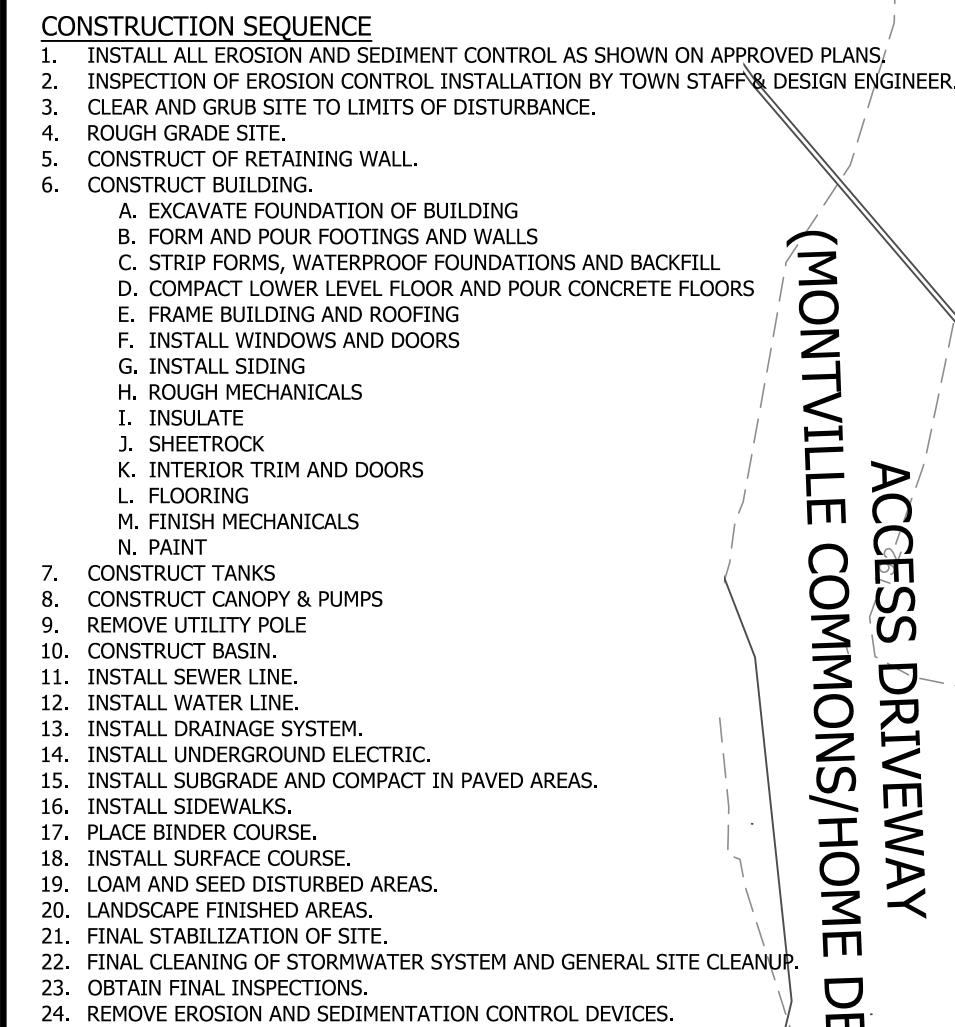 CONSTRUCTION SEQUENCE
1. INSTALL ALL EROSION AND SEDIMENT CONTROL AS SHOWN ON APPROVED PLANS.
2. INSPECTION OF EROSION CONTROL INSTALLATION BY TOWN STAFF & DESIGN ENGINEER.
3. CLEAR AND GRUB SITE TO LIMITS OF DISTURBANCE.
4. ROUGH GRADE SITE.
5. CONSTRUCT OF RETAINING WALL.
6. CONSTRUCT BUILDING.
A. EXCAVATE FOUNDATION OF BUILDING
B. FORM AND POUR FOOTINGS AND WALLS
C. STRIP FORMS, WATERPROOF FOUNDATIONS AND BACKFILL
D. COMPACT LOWER LEVEL FLOOR AND POUR CONCRETE FLOORS
E. FRAME BUILDING AND ROOFING
F. INSTALL WINDOWS AND DOORS
G. INSTALL SIDING
H. ROUGH MECHANICALS
I. INSULATE
J. SHEETROCK
K. INTERIOR TRIM AND DOORS
L. FLOORING
M. FINISH MECHANICALS
N. PAINT
7. CONSTRUCT TANKS
8. CONSTRUCT CANOPY & PUMPS
9. REMOVE UTILITY POLE
10. CONSTRUCT BASIN.
11. INSTALL SEWER LINE.
12. INSTALL WATER LINE.
13. INSTALL DRAINAGE SYSTEM.
14. INSTALL UNDERGROUND ELECTRIC.
15. INSTALL SUBGRADE AND COMPACT IN PAVED AREAS.
16. INSTALL SIDEWALKS.
17. PLACE BINDER COURSE.
18. INSTALL SURFACE COURSE.
19. LOAM AND SEED DISTURBED AREAS.
20. LANDSCAPE FINISHED AREAS.
21. FINAL STABILIZATION OF SITE.
22. FINAL CLEANING OF STORMWATER SYSTEM AND GENERAL SITE CLEANUP.
23. OBTAIN FINAL INSPECTIONS.
24. REMOVE EROSION AND SEDIMENTATION CONTROL DEVICES.
ACCESS DRIVEWAY
(MONTVILLE COMMONS/HOME DE